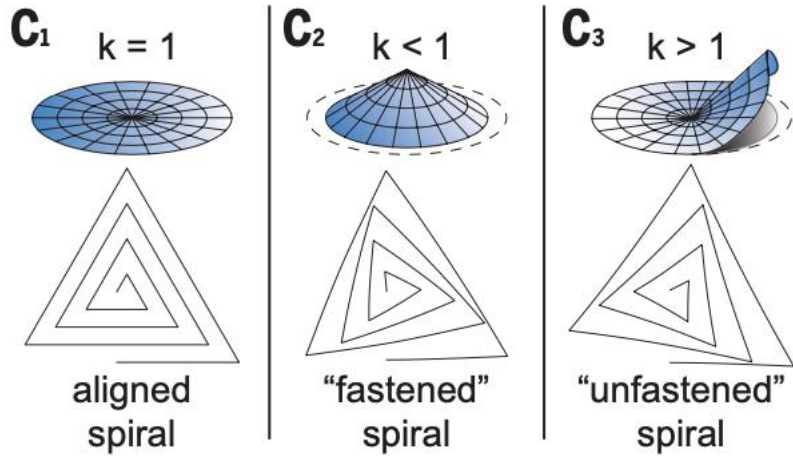 C1
k = 1
aligned
spiral
C2
k < 1
“fastened”
spiral
C3
k > 1
“unfastened”
spiral